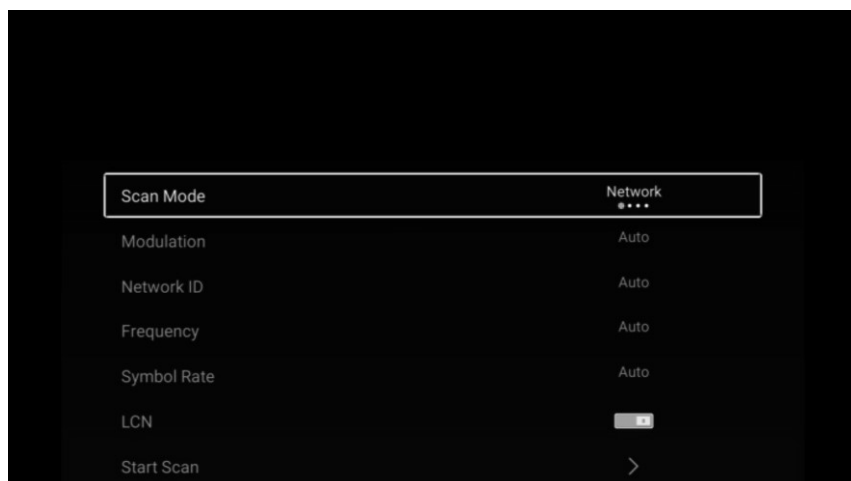 Scan Mode Network
Modulation Auto
Network ID Auto
Frequency Auto
Symbol Rate Auto
LCN
Start Scan